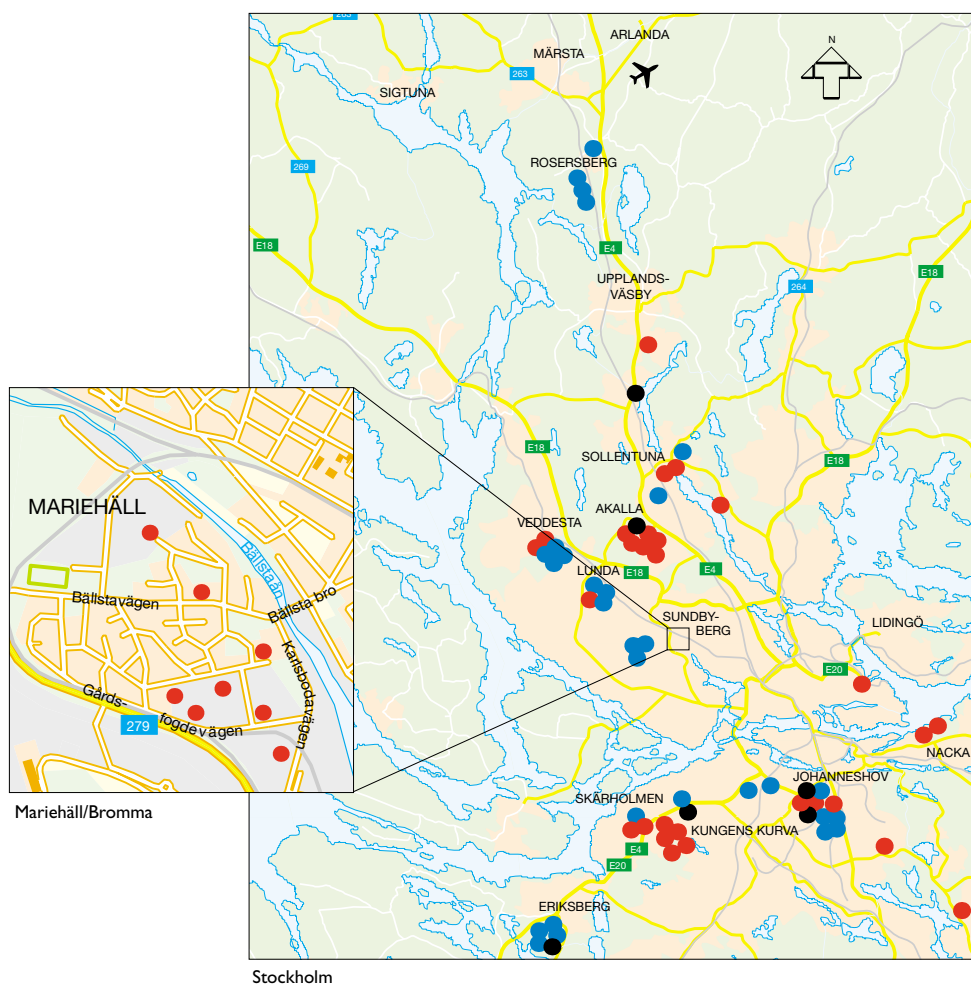 263
ARLANDA
MÄRSTA
N
263
SIGTUNA
ROSERSBERG
269
E18
E4
E18
UPPLANDS-
VÄSBY
264
E18
SOLLENTUNA
E18
AKALLA
VEDDESTA
LUNDA
E18
E4
SUNDBY-
BERG
LIDINGÖ
E20
NACKA
JOHANNESHOV
SKÄRHOLMEN
KUNGENS KURVA
E4
E20
ERIKSBERG
Stockholm
MARIEHÄLL
Bällstaån
Bällstavägen
Bällsta bro
Karlsbodavägen
Gårds-
fogdevägen
279
Mariehäll/Bromma